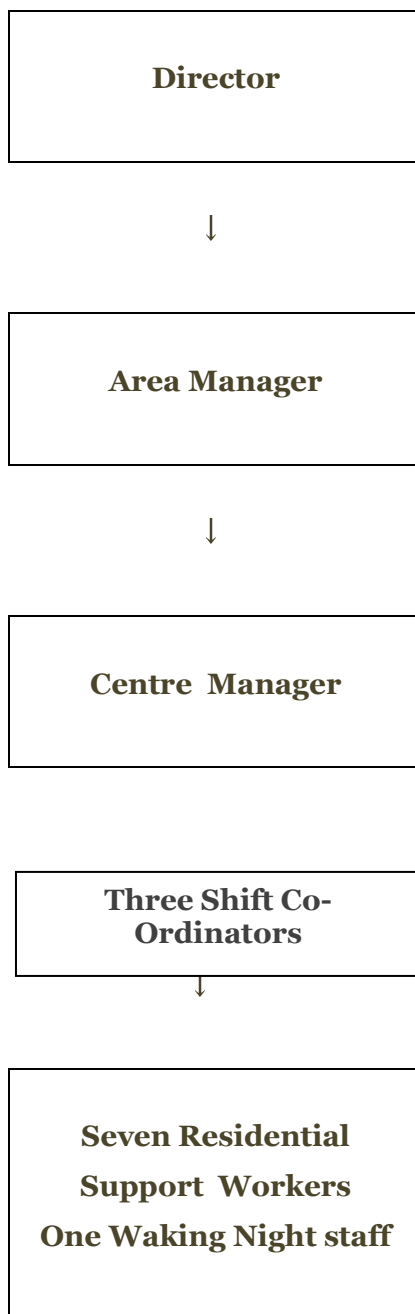 Director
↓
Area Manager
↓
Centre Manager
Three Shift Co-
Ordinators
↓
Seven Residential
Support Workers
One Waking Night staff